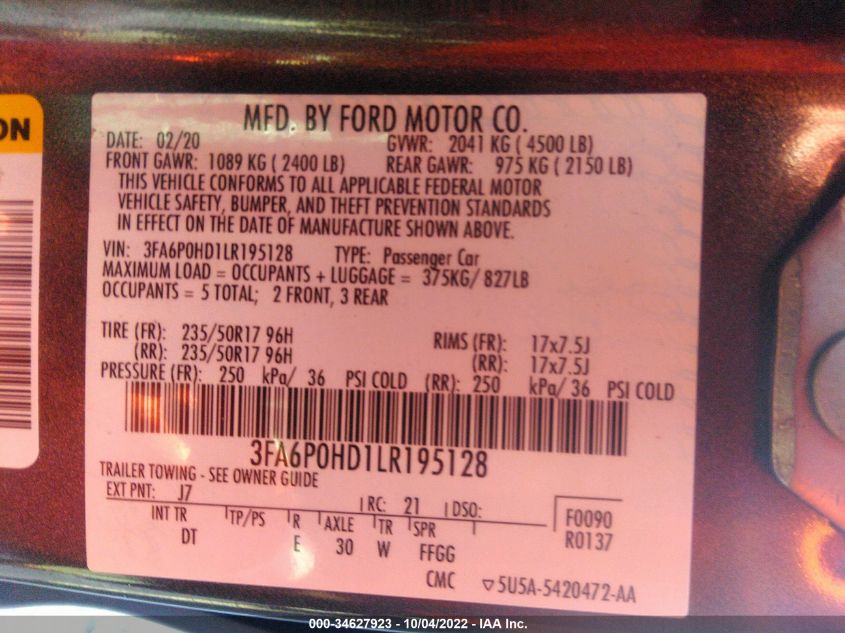 ON
MFD. BY FORD MOTOR CO.
DATE: 02/20 GVWR: 2041 KG ( 4500 LB)
FRONT GAWR: 1089 KG ( 2400 LB) REAR GAWR: 975 KG ( 2150 LB)
THIS VEHICLE CONFORMS TO ALL APPLICABLE FEDERAL MOTOR
VEHICLE SAFETY, BUMPER, AND THEFT PREVENTION STANDARDS
IN EFFECT ON THE DATE OF MANUFACTURE SHOWN ABOVE.
VIN: 3FA6P0HD1LR195128 TYPE: Passenger Car
MAXIMUM LOAD = OCCUPANTS + LUGGAGE = 375KG/ 827LB
OCCUPANTS = 5 TOTAL; 2 FRONT, 3 REAR
TIRE (FR): 235/50R17 96H RIMS (FR): 17x7.5J
(RR): 235/50R17 96H (RR): 17x7.5J
PRESSURE (FR): 250 kPa/ 36 PSI COLD (RR): 250 kPa/ 36 PSI COLD
3FA6P0HD1LR195128
TRAILER TOWING - SEE OWNER GUIDE
EXT PNT: J7 RC: 21 DSO: F0090
INT TR TP/PS R AXLE TR SPR R0137
DT E 30 W FFGG
CMC 5U5A-5420472-AA
000-34627923 - 10/04/2022 - IAA Inc.